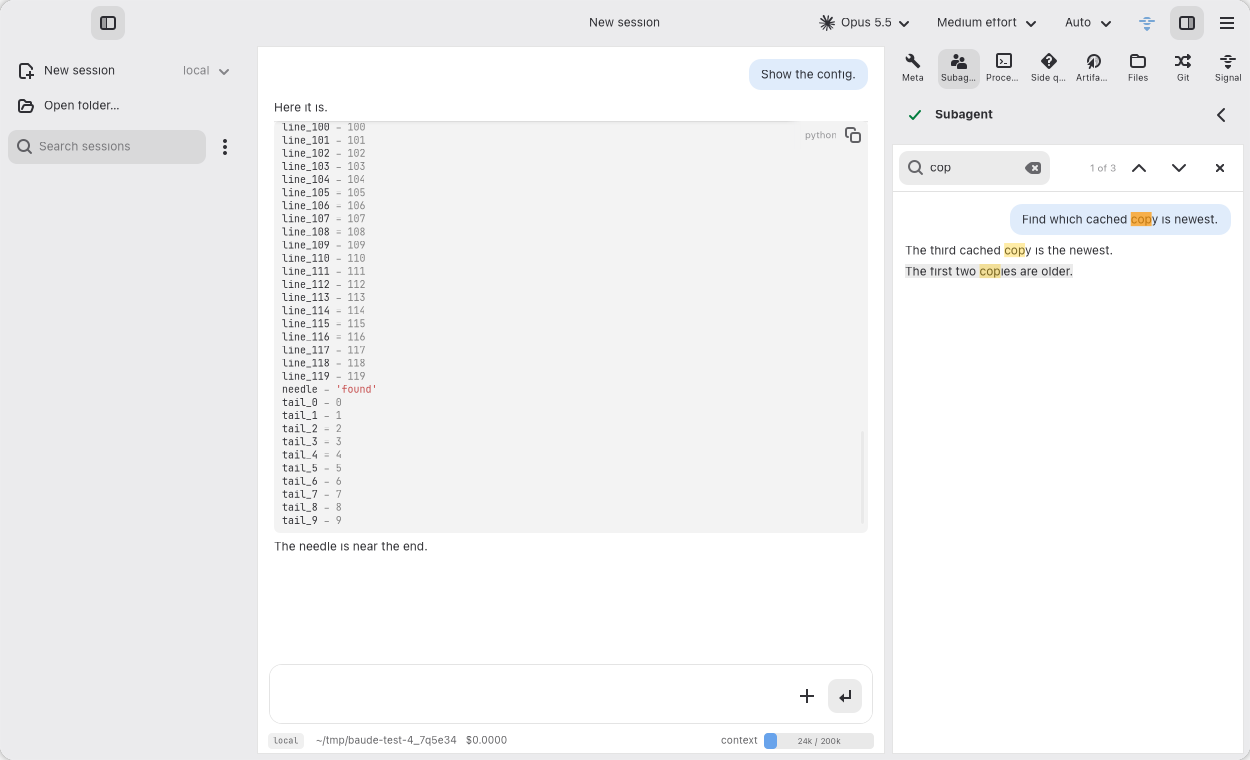 New session
Opus 5.5
Medium effort
Auto
New session
local
Open folder...
Search sessions
Show the config.
Here it is.
python
line_100 = 100
line_101 = 101
line_102 = 102
line_103 = 103
line_104 = 104
line_105 = 105
line_106 = 106
line_107 = 107
line_108 = 108
line_109 = 109
line_110 = 110
line_111 = 111
line_112 = 112
line_113 = 113
line_114 = 114
line_115 = 115
line_116 = 116
line_117 = 117
line_118 = 118
line_119 = 119
needle = 'found'
tail_0 = 0
tail_1 = 1
tail_2 = 2
tail_3 = 3
tail_4 = 4
tail_5 = 5
tail_6 = 6
tail_7 = 7
tail_8 = 8
tail_9 = 9
The needle is near the end.
local
~/tmp/baude-test-4_7q5e34
$0.0000
context
24k / 200k
Meta
Subag...
Proce...
Side q...
Artifa...
Files
Git
Signal
Subagent
cop
1 of 3
Find which cached copy is newest.
The third cached copy is the newest.
The first two copies are older.